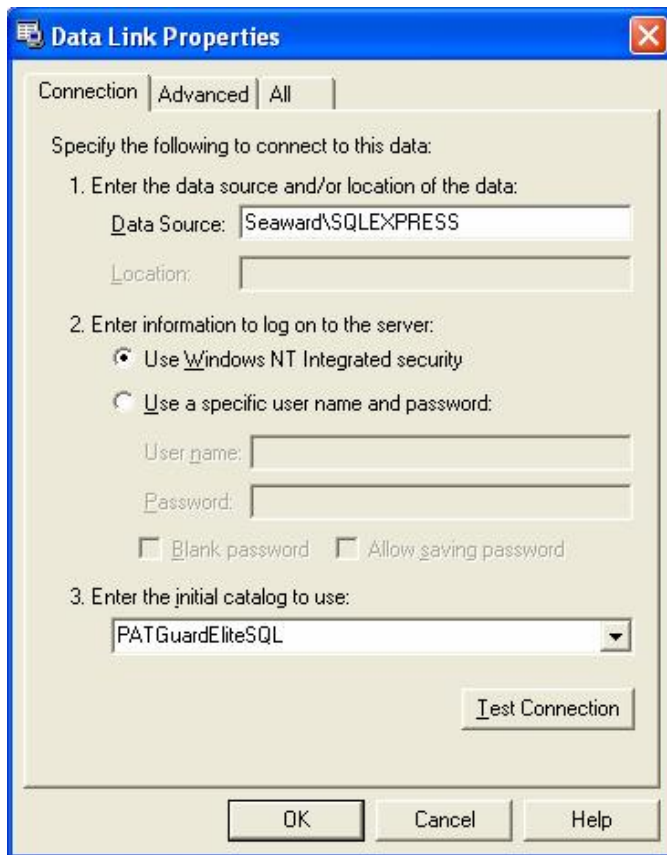 Data Link Properties
Connection Advanced All
Specify the following to connect to this data:
1. Enter the data source and/or location of the data:
Data Source: Seaward\SQLEXPRESS
Location:
2. Enter information to log on to the server:
Use Windows NT Integrated security
Use a specific user name and password:
User name:
Password:
Blank password Allow saving password
3. Enter the initial catalog to use:
PATGuardEliteSQL
Test Connection
OK Cancel Help